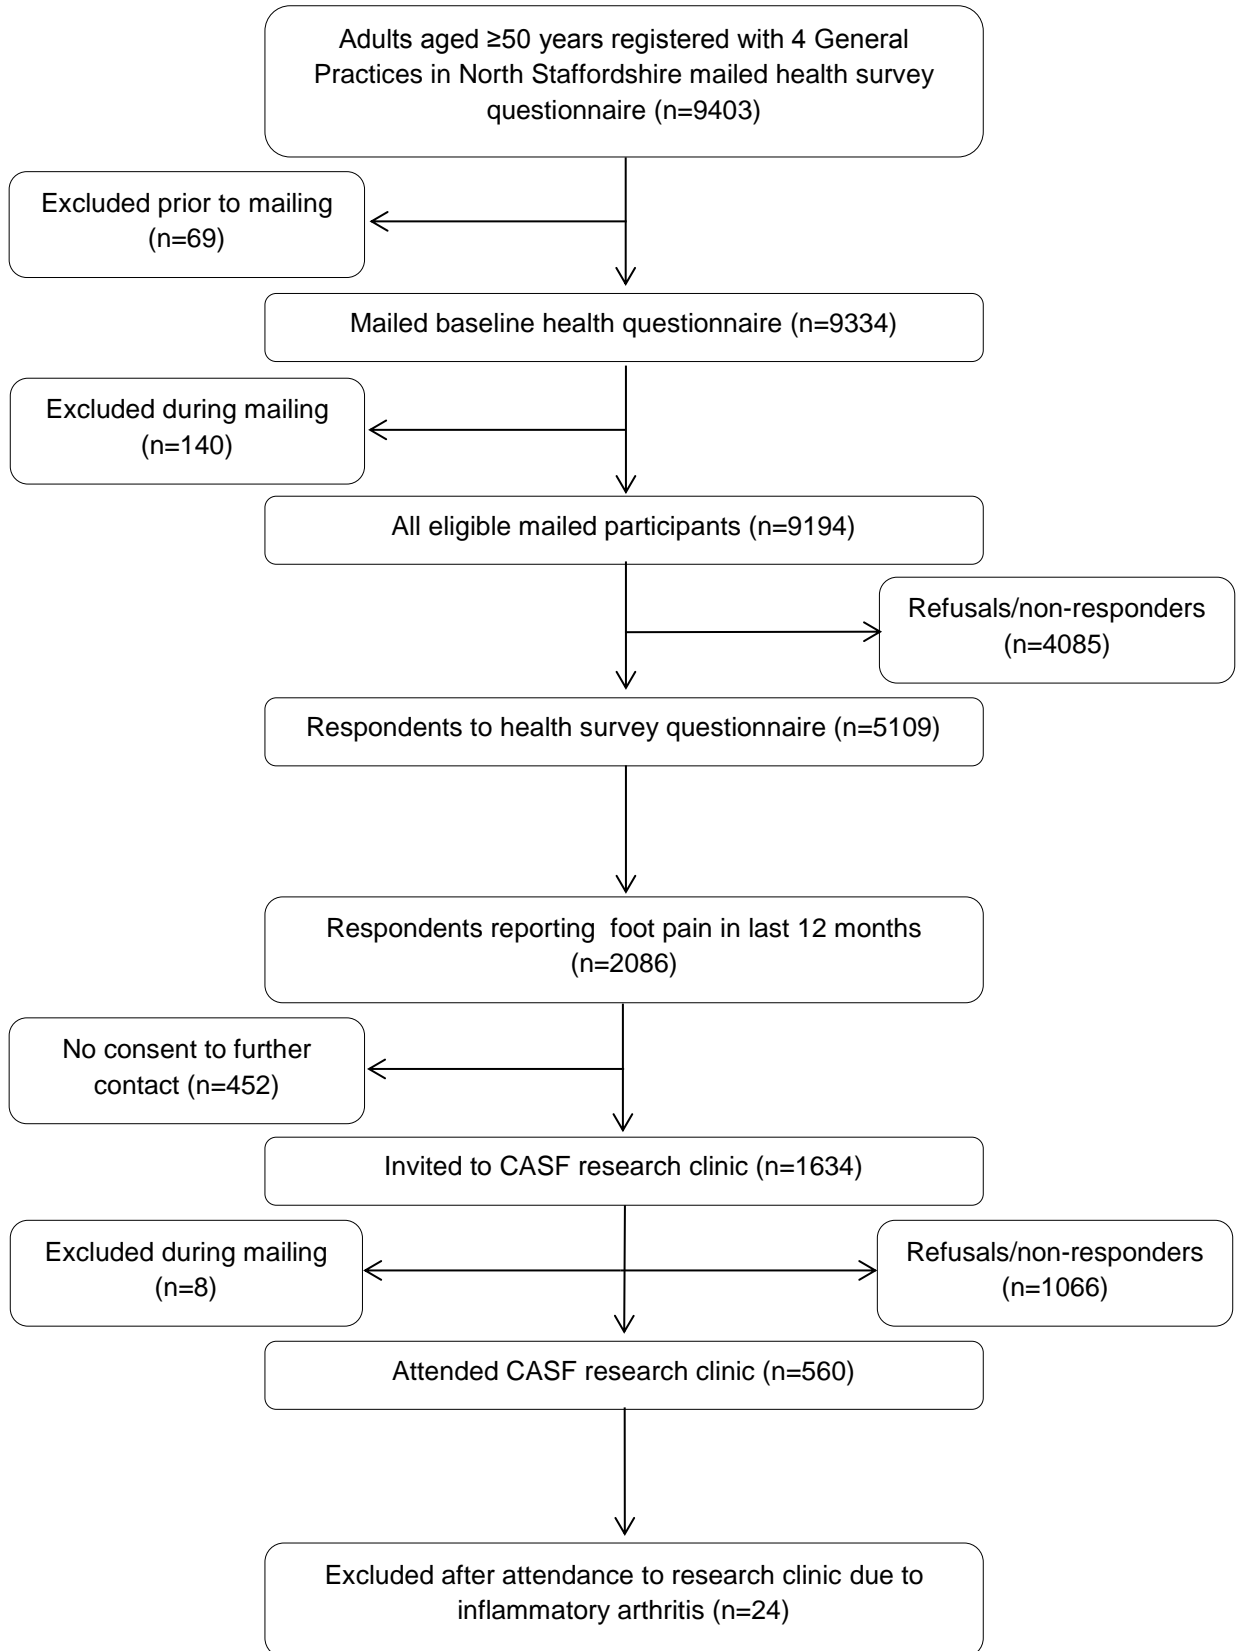 Adults aged ≥50 years registered with 4 General
Practices in North Staffordshire mailed health survey
questionnaire (n=9403)
Excluded prior to mailing
(n=69)
Mailed baseline health questionnaire (n=9334)
Excluded during mailing
(n=140)
All eligible mailed participants (n=9194)
Refusals/non-responders
(n=4085)
Respondents to health survey questionnaire (n=5109)
Respondents reporting  foot pain in last 12 months
(n=2086)
No consent to further
contact (n=452)
Invited to CASF research clinic (n=1634)
Excluded during mailing
(n=8)
Refusals/non-responders
(n=1066)
Attended CASF research clinic (n=560)
Excluded after attendance to research clinic due to
inflammatory arthritis (n=24)